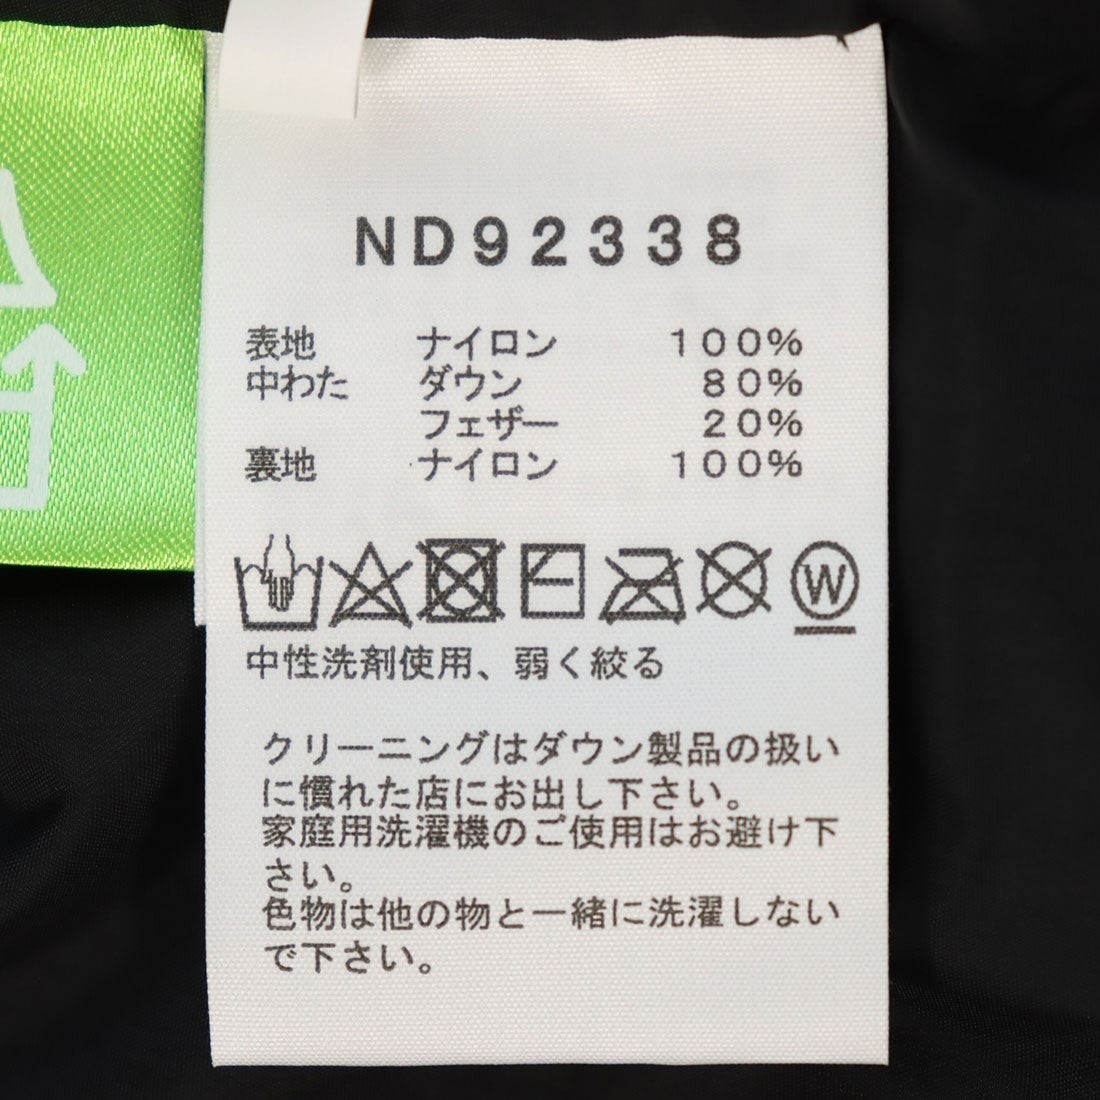 ND92338
表地 ナイロン 100%
中わた ダウン 80%
フェザー 20%
裏地 ナイロン 100%
W
中性洗剤使用、弱く絞る
クリーニングはダウン製品の扱い
に慣れた店にお出し下さい。
家庭用洗濯機のご使用はお避け下
さい。
色物は他の物と一緒に洗濯しない
で下さい。